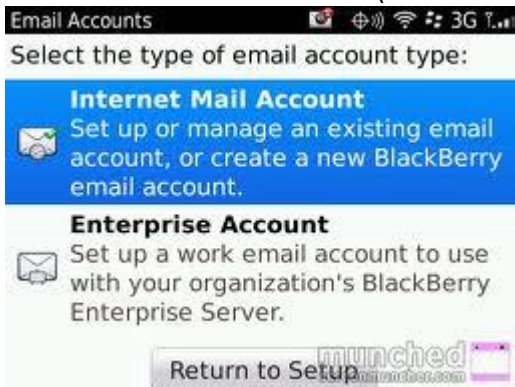 Email Accounts 3G
Select the type of email account type:
Internet Mail Account
Set up or manage an existing email
account, or create a new BlackBerry
email account.
Enterprise Account
Set up a work email account to use
with your organization's BlackBerry
Enterprise Server.
Return to Setup
munched